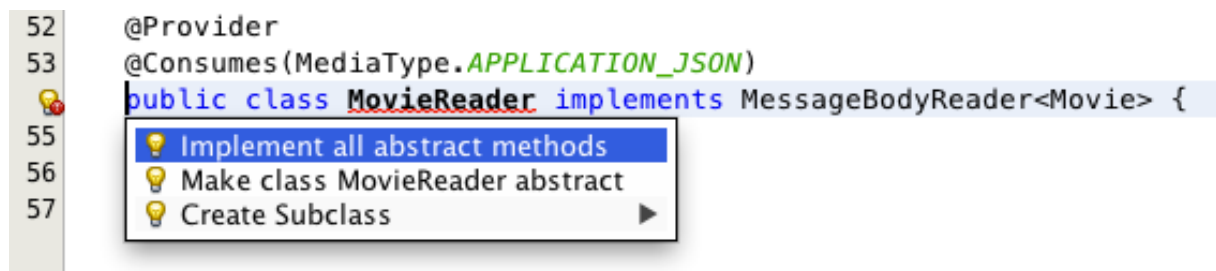 52 @Provider
53 @Consumes(MediaType.APPLICATION_JSON)
public class MovieReader implements MessageBodyReader<Movie> {
55 Implement all abstract methods
56 Make class MovieReader abstract
57 Create Subclass